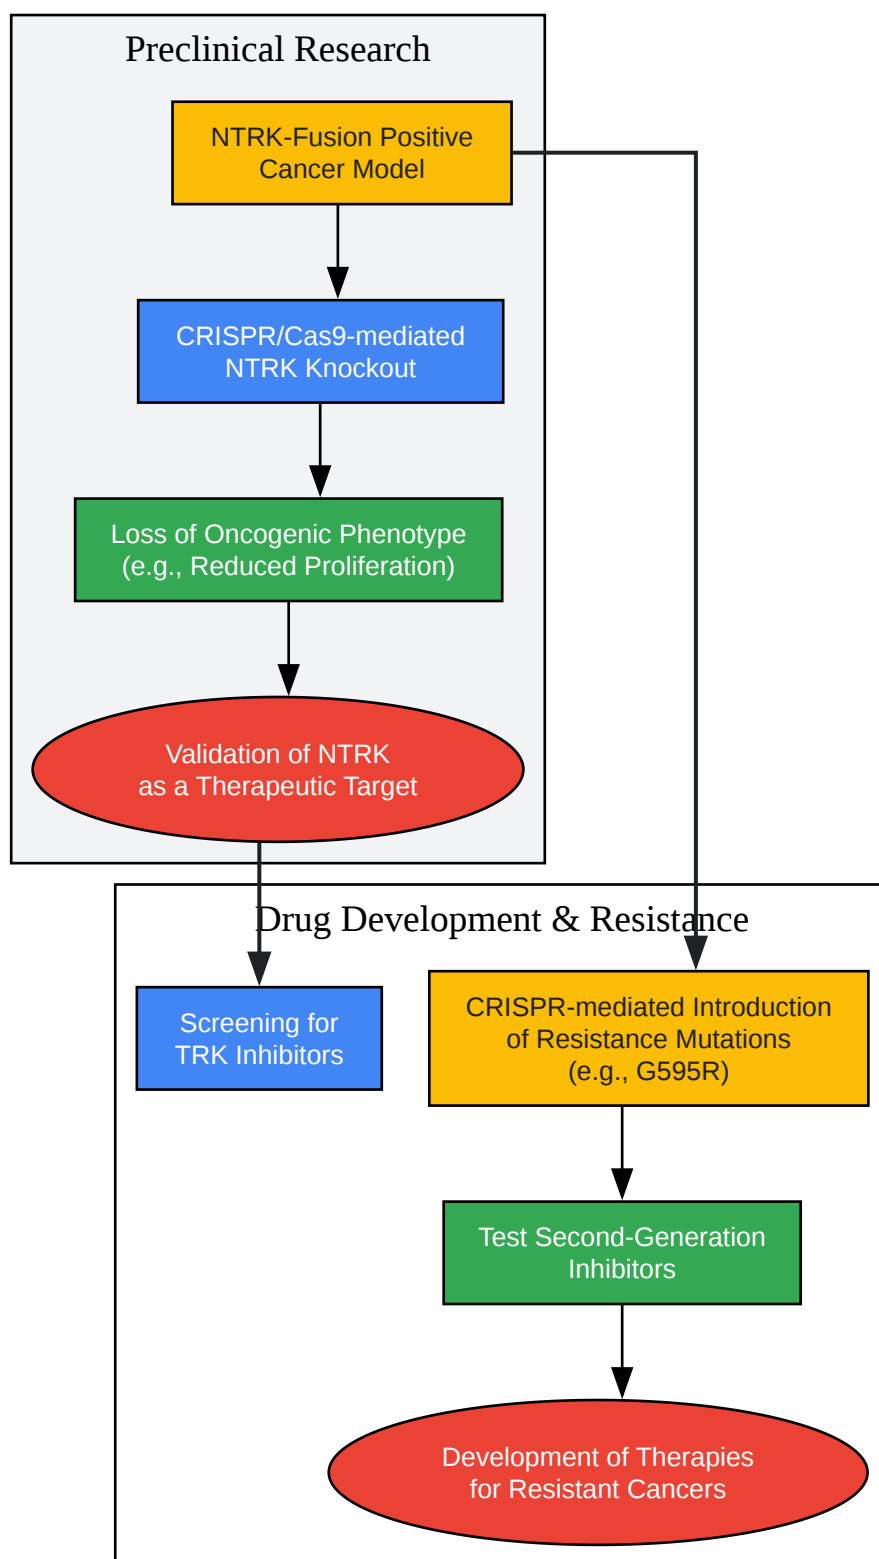 Preclinical Research
NTRK-Fusion Positive
Cancer Model
CRISPR/Cas9-mediated
NTRK Knockout
Loss of Oncogenic Phenotype
(e.g., Reduced Proliferation)
Validation of NTRK
as a Therapeutic Target
Drug Development & Resistance
Screening for
TRK Inhibitors
CRISPR-mediated Introduction
of Resistance Mutations
(e.g., G595R)
Test Second-Generation
Inhibitors
Development of Therapies
for Resistant Cancers